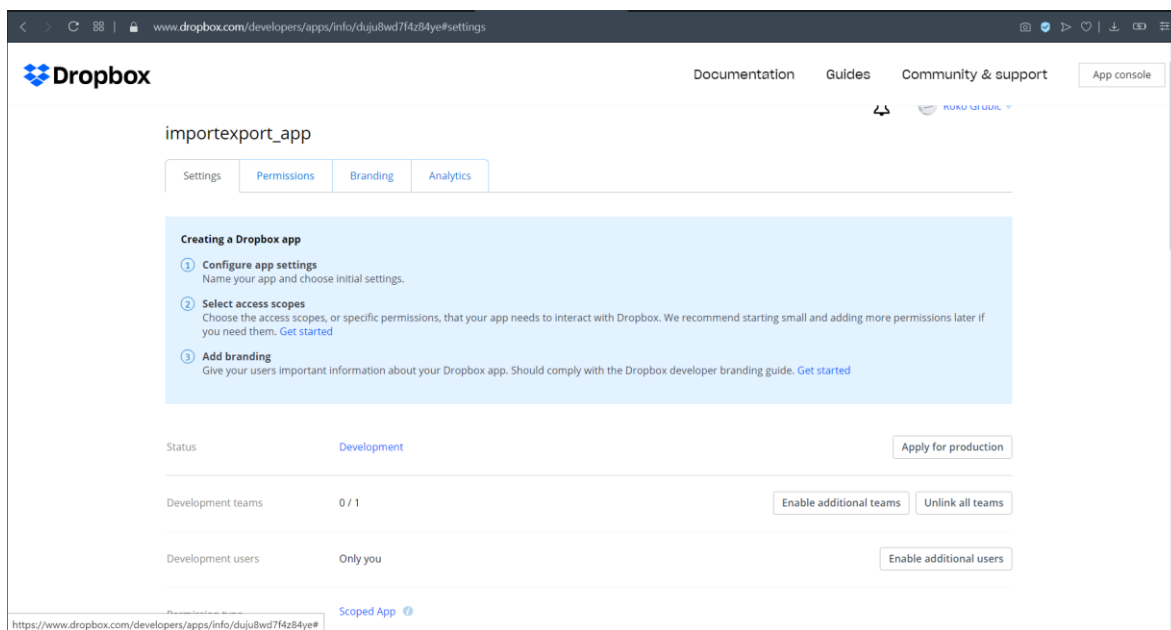 www.dropbox.com/developers/apps/info/duju8wd7f4z84ye#settings
Dropbox
Documentation Guides Community & support App console
Roko Grubic
importexport_app
Settings Permissions Branding Analytics
Creating a Dropbox app
1 Configure app settings
Name your app and choose initial settings.
2 Select access scopes
Choose the access scopes, or specific permissions, that your app needs to interact with Dropbox. We recommend starting small and adding more permissions later if
you need them. Get started
3 Add branding
Give your users important information about your Dropbox app. Should comply with the Dropbox developer branding guide. Get started
Status Development Apply for production
Development teams 0 / 1 Enable additional teams Unlink all teams
Development users Only you Enable additional users
Permission type Scoped App
https://www.dropbox.com/developers/apps/info/duju8wd7f4z84ye#